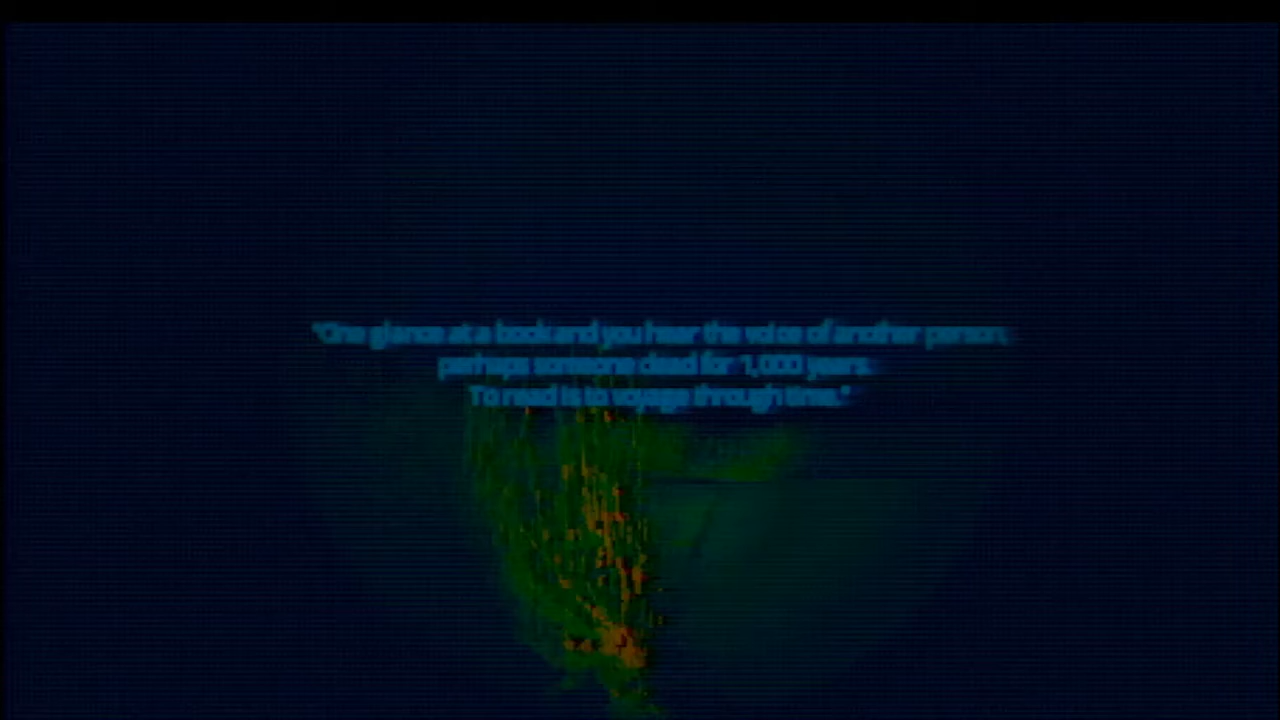 "One glance at a book and you hear the voice of another person,
perhaps someone dead for 1,000 years.
To read is to voyage through time."